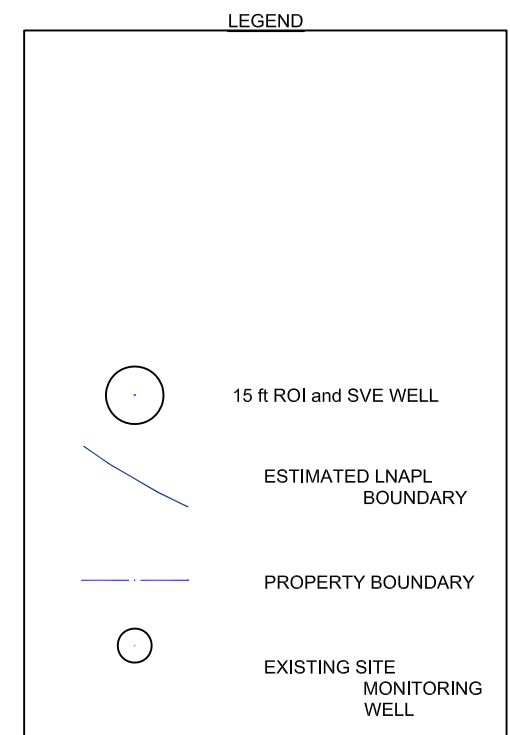 LEGEND
15 ft ROI and SVE WELL
ESTIMATED LNAPL
BOUNDARY
PROPERTY BOUNDARY
EXISTING SITE
MONITORING
WELL